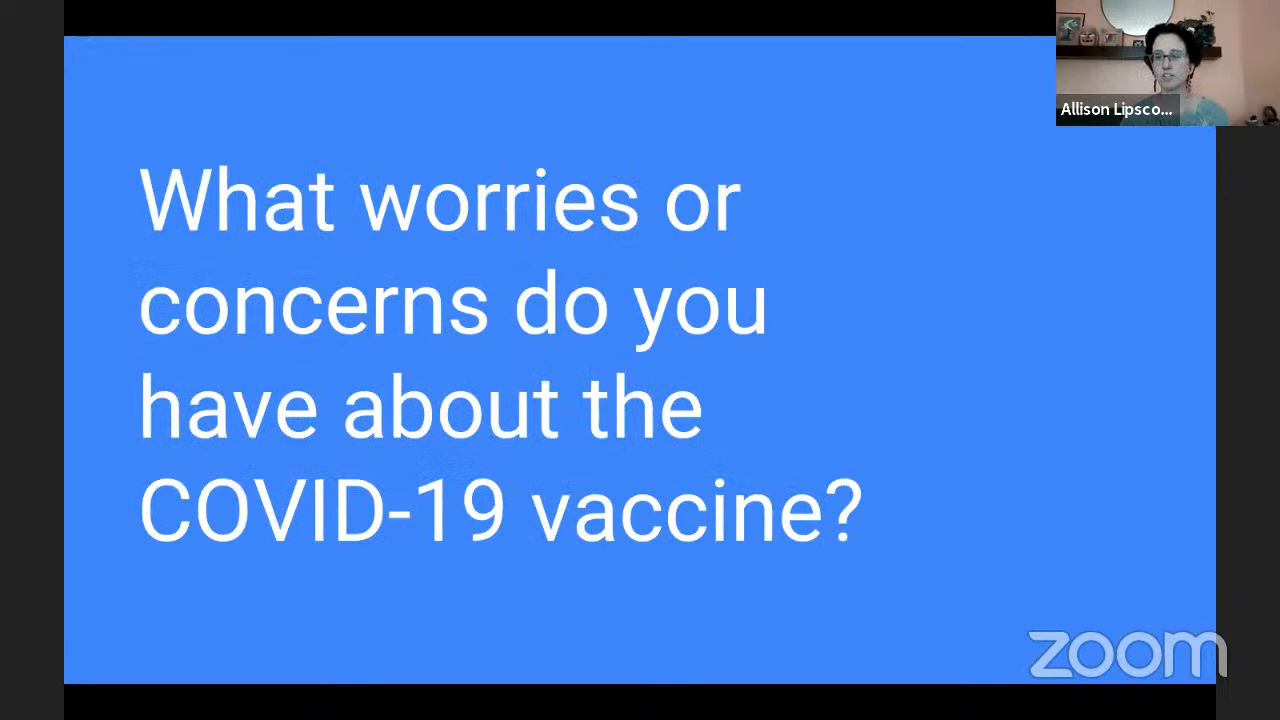 Allison Lipsco...
What worries or
concerns do you
have about the
COVID-19 vaccine?
zoom